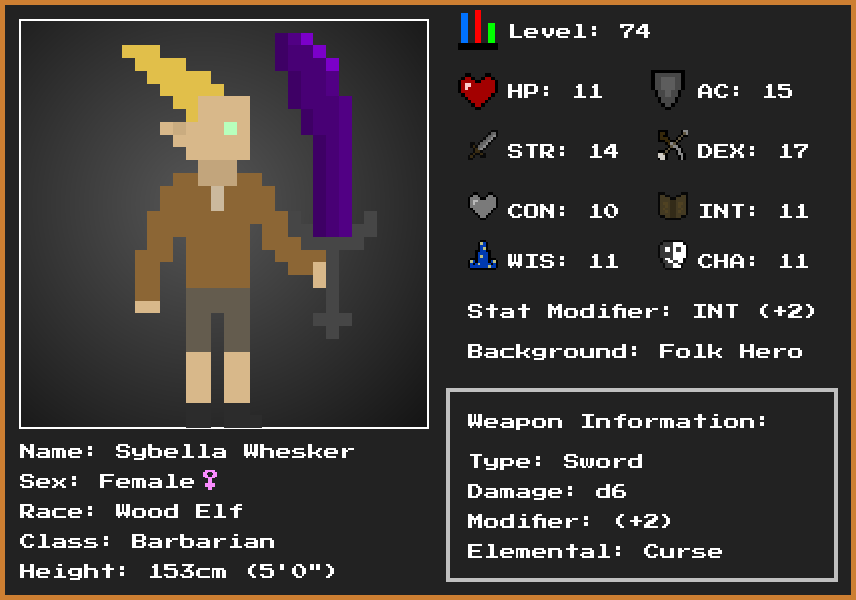 Level: 74
HP: 11 AC: 15
STR: 14 DEX: 17
CON: 10 INT: 11
WIS: 11 CHA: 11
Stat Modifier: INT (+2)
Background: Folk Hero
Weapon Information:
Type: Sword
Damage: d6
Modifier: (+2)
Elemental: Curse
Name: Sybella Whesker
Sex: Female♀
Race: Wood Elf
Class: Barbarian
Height: 153cm (5'0")